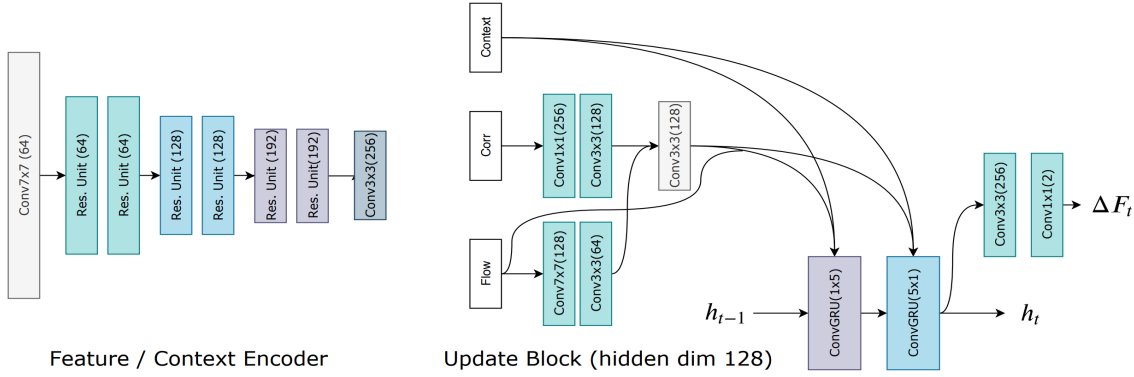 Conv7x7 (64)
Res. Unit (64)
Res. Unit (64)
Res. Unit (128)
Res. Unit (128)
Res. Unit (192)
Res. Unit(192)
Conv3x3(256)
Feature / Context Encoder
Context
Corr
Conv1x1(256)
Conv3x3(128)
Conv3x3(128)
Flow
Conv7x7(128)
Conv3x3(64)
h_{t−1}
ConvGRU(1x5)
ConvGRU(5x1)
h_t
Conv3x3(256)
Conv1x1(2)
ΔF_t
Update Block (hidden dim 128)